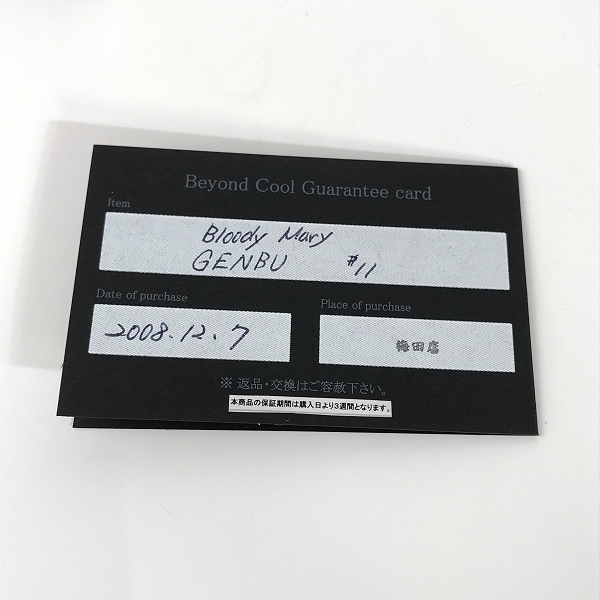 Beyond Cool Guarantee card
Item
Bloody Mary
GENBU #11
Date of purchase
Place of purchase
2008.12.7
梅田店
※ 返品・交換はご容赦下さい。
本商品の保証期間は購入日より3週間となります。